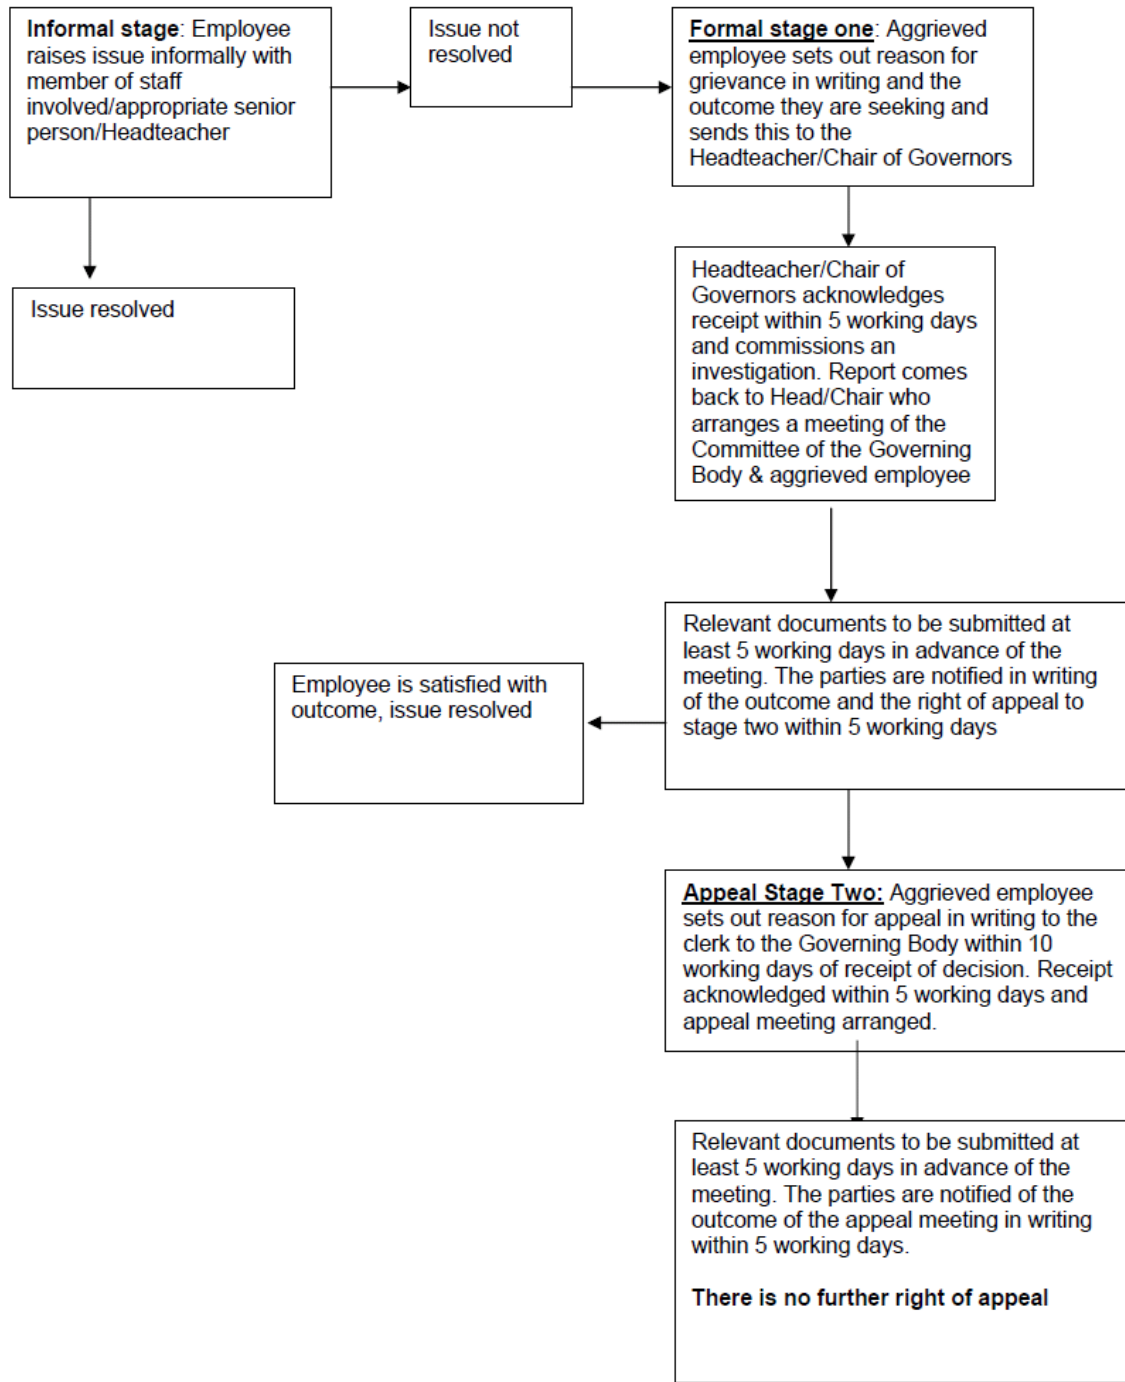 Informal stage: Employee
raises issue informally with
member of staff
involved/appropriate senior
person/Headteacher
Issue not
resolved
Formal stage one: Aggrieved
employee sets out reason for
grievance in writing and the
outcome they are seeking and
sends this to the
Headteacher/Chair of Governors
Issue resolved
Headteacher/Chair of
Governors acknowledges
receipt within 5 working days
and commissions an
investigation. Report comes
back to Head/Chair who
arranges a meeting of the
Committee of the Governing
Body & aggrieved employee
Relevant documents to be submitted at
least 5 working days in advance of the
meeting. The parties are notified in writing
of the outcome and the right of appeal to
stage two within 5 working days
Employee is satisfied with
outcome, issue resolved
Appeal Stage Two: Aggrieved employee
sets out reason for appeal in writing to the
clerk to the Governing Body within 10
working days of receipt of decision. Receipt
acknowledged within 5 working days and
appeal meeting arranged.
Relevant documents to be submitted at
least 5 working days in advance of the
meeting. The parties are notified of the
outcome of the appeal meeting in writing
within 5 working days.
There is no further right of appeal